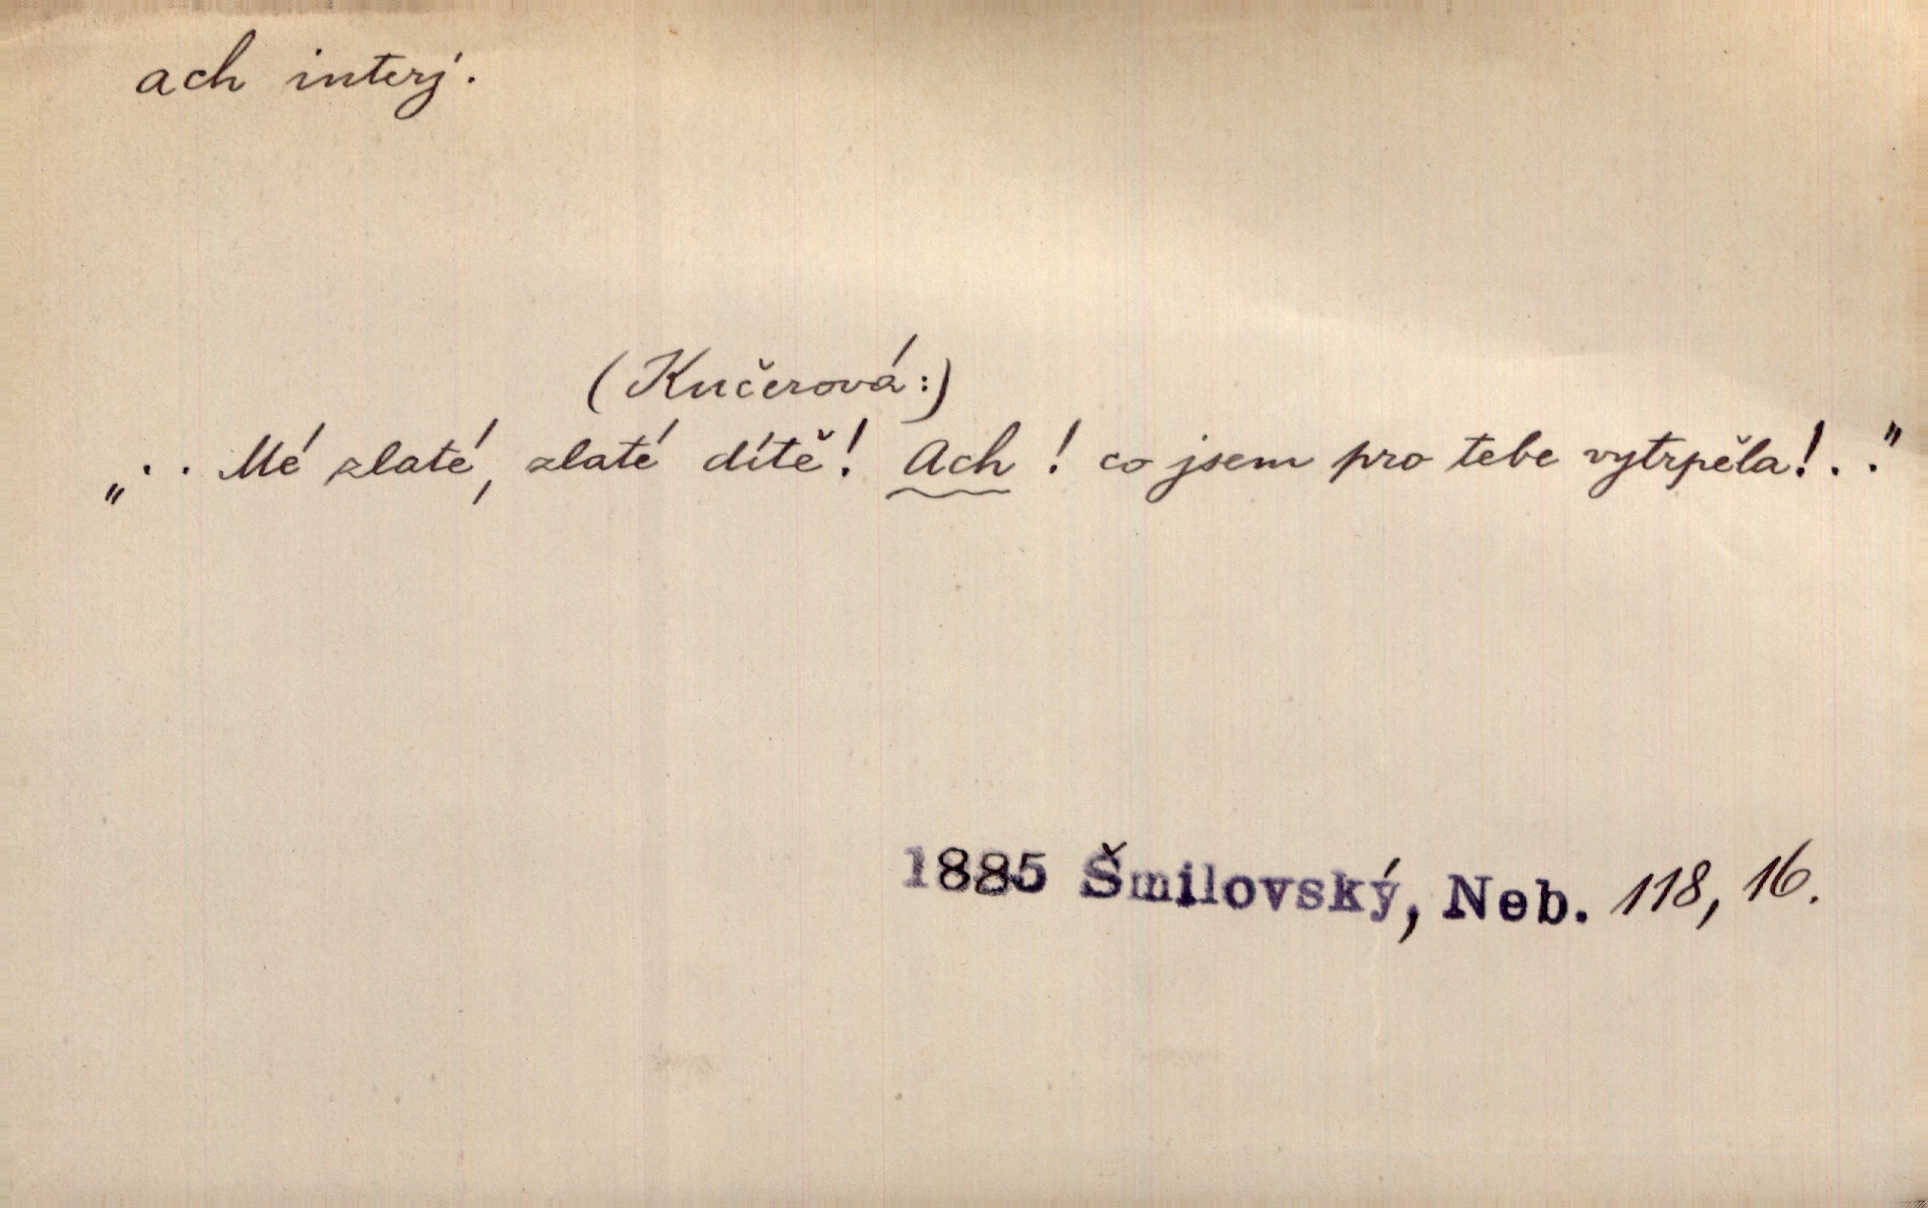 ach interj.
(Kučerová:)
„. . Mé zlaté, zlaté dítě! Ach! co jsem pro tebe vytrpěla!. ."
1885 Šmilovský, Neb. 118, 16.